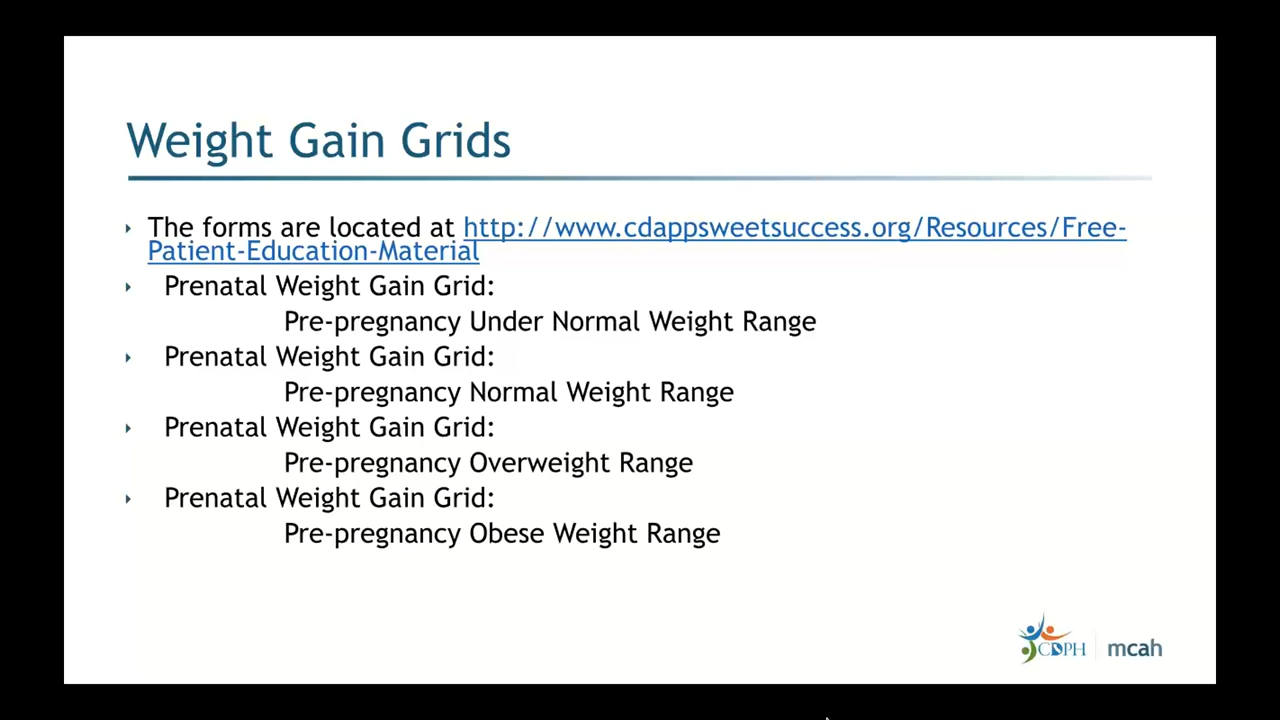 Weight Gain Grids
The forms are located at http://www.cdappsweetsuccess.org/Resources/Free-
Patient-Education-Material
Prenatal Weight Gain Grid:
Pre-pregnancy Under Normal Weight Range
Prenatal Weight Gain Grid:
Pre-pregnancy Normal Weight Range
Prenatal Weight Gain Grid:
Pre-pregnancy Overweight Range
Prenatal Weight Gain Grid:
Pre-pregnancy Obese Weight Range
CDPH mcah